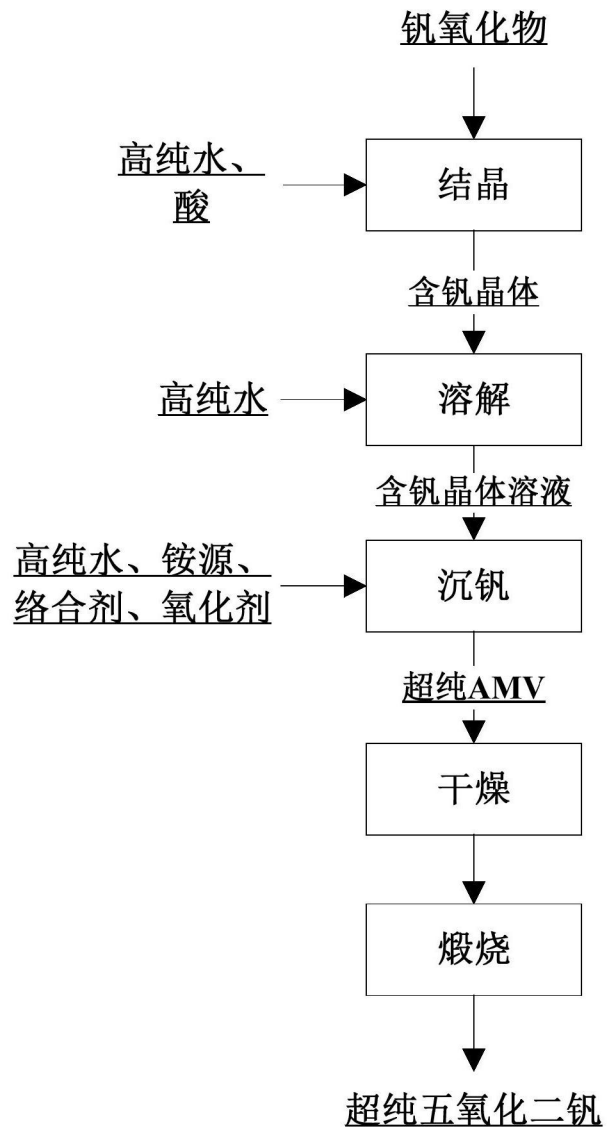 钒氧化物
高纯水、
酸
结晶
含钒晶体
高纯水
溶解
含钒晶体溶液
高纯水、铵源、
络合剂、氧化剂
沉钒
超纯AMV
干燥
煅烧
超纯五氧化二钒